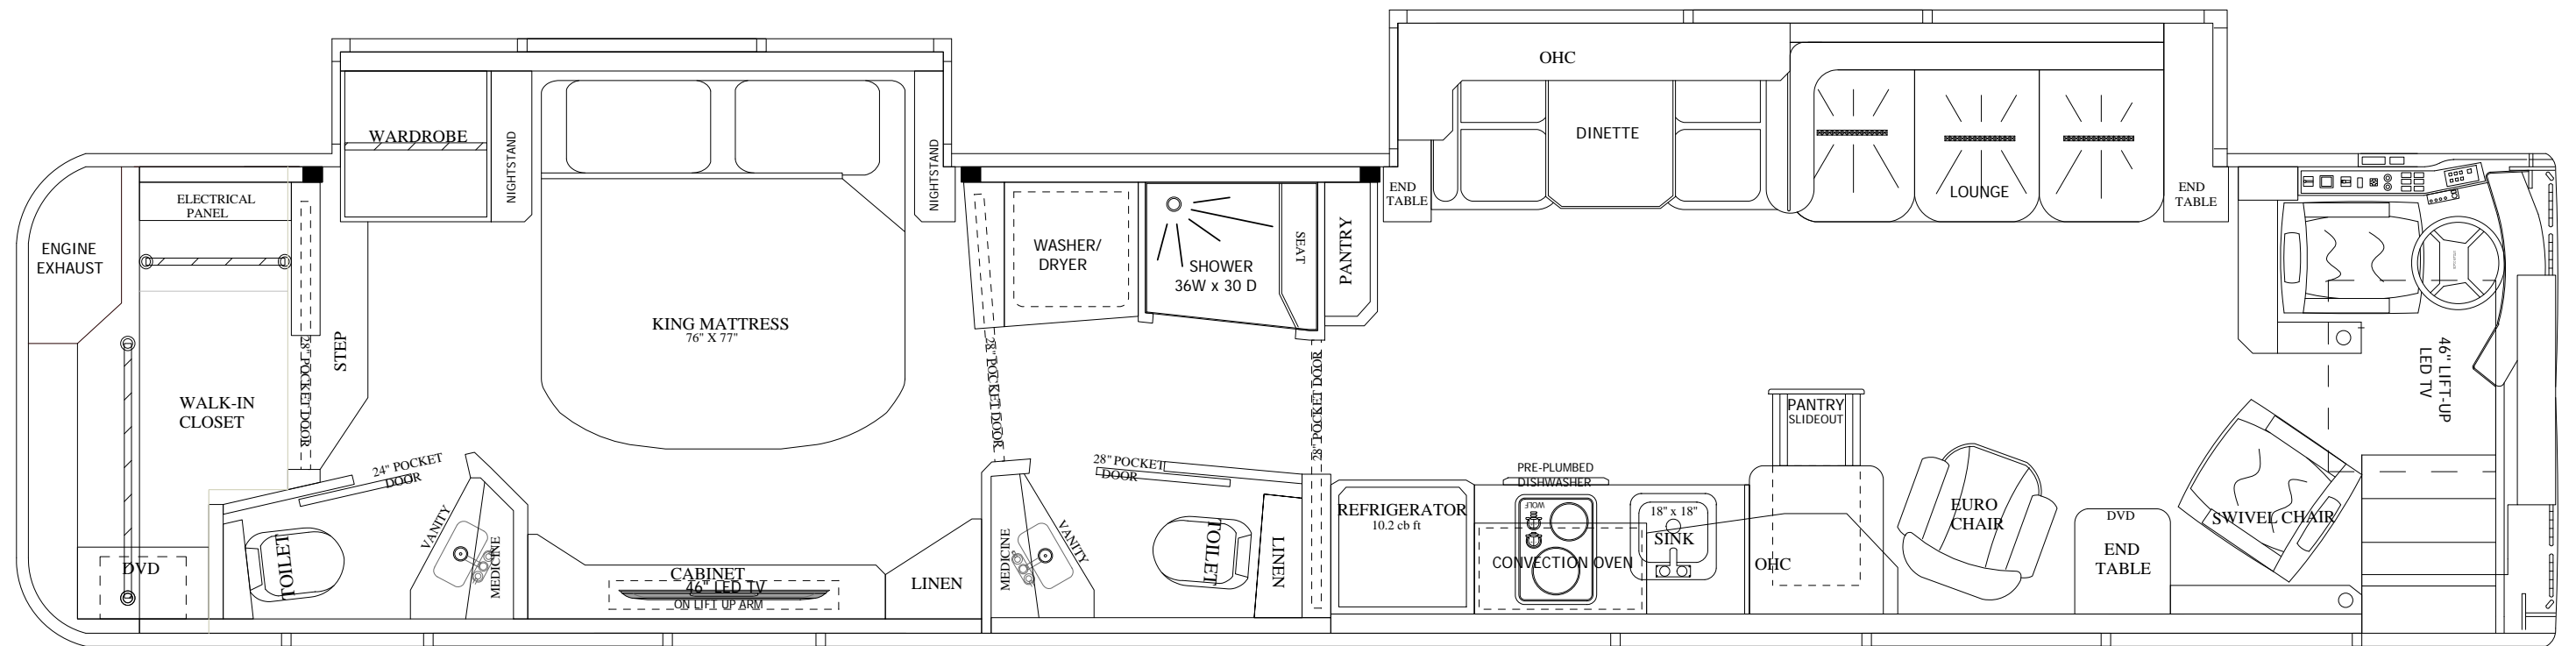 ENGINE
EXHAUST
ELECTRICAL
PANEL
WALK-IN
CLOSET
DVD
28" POCKET DOOR
STEP
WARDROBE
NIGHTSTAND
KING MATTRESS
76" X 77"
NIGHTSTAND
24" POCKET
DOOR
TOILET
VANITY
MEDICINE
CABINET
46" LED TV
ON LIFT UP ARM
LINEN
28" POCKET DOOR
WASHER/
DRYER
SHOWER
36W x 30 D
SEAT
PANTRY
28" POCKET DOOR
28" POCKET
DOOR
MEDICINE
VANITY
TOILET
LINEN
END
TABLE
OHC
DINETTE
LOUNGE
END
TABLE
REFRIGERATOR
10.2 cb ft
PRE-PLUMBED
DISHWASHER
WOLF
CONVECTION OVEN
18" x 18"
SINK
PANTRY
SLIDEOUT
OHC
EURO
CHAIR
DVD
END
TABLE
SWIVEL CHAIR
46" LIFT-UP
LED TV